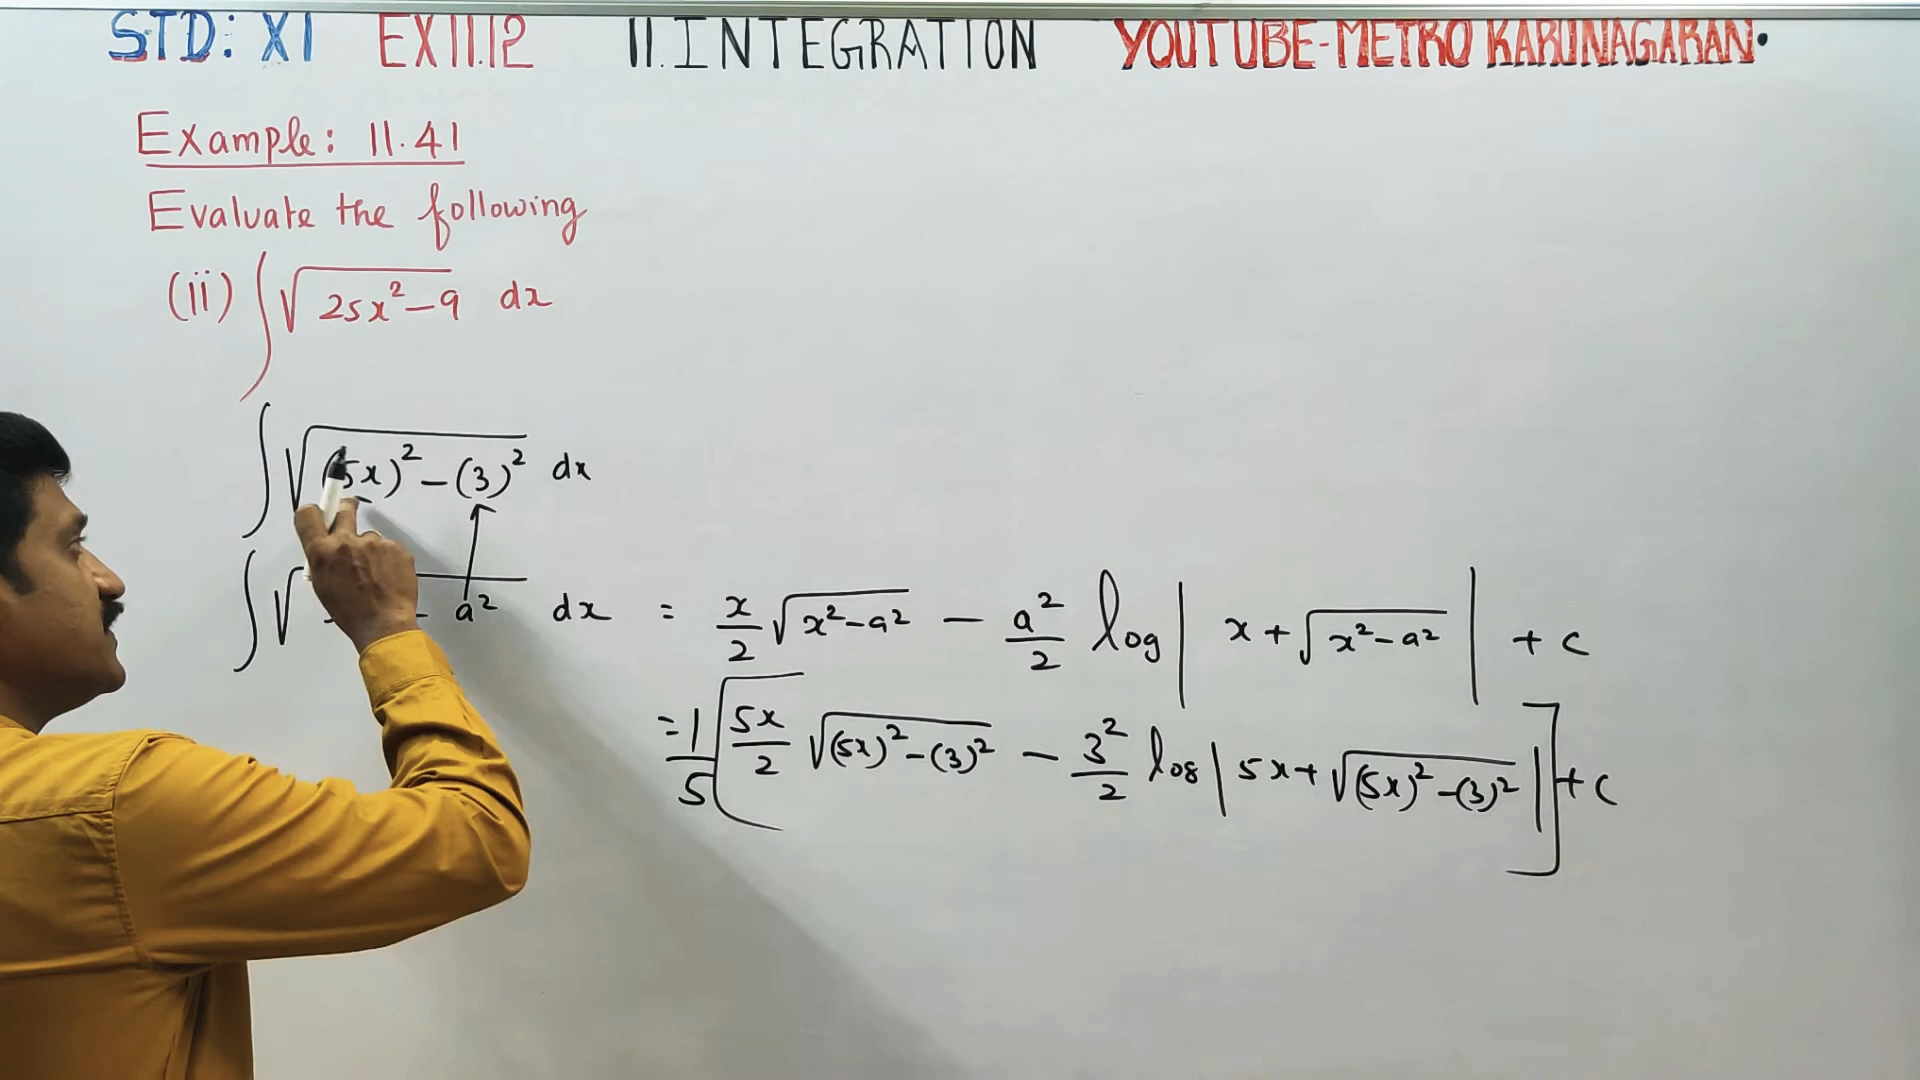 STD: XI EX11.12 11. INTEGRATION YOUTUBE-METRO KARUNAGARAN.
Example: 11.41
Evaluate the following
(ii) ∫ √(25x² – 9) dx
∫ √((5x)² – (3)²) dx
∫ √ – a² dx = x/2 √(x² – a²) – a²/2 log | x + √(x² – a²) | + c
= 1/5 [ 5x/2 √((5x)² – (3)²) – 3²/2 log | 5x + √((5x)² – (3)²) | ] + c